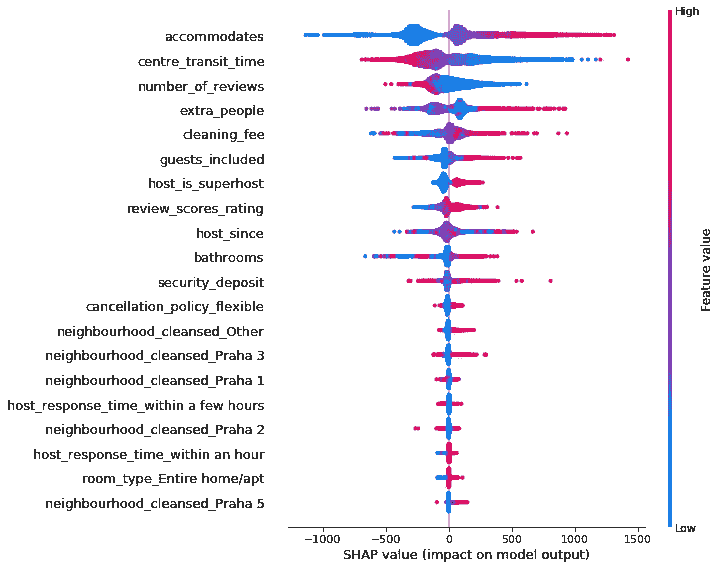 High
accommodates
centre_transit_time
number_of_reviews
extra_people
cleaning_fee
guests_included
host_is_superhost
review_scores_rating
host_since
bathrooms
security_deposit
cancellation_policy_flexible
neighbourhood_cleansed_Other
neighbourhood_cleansed_Praha 3
neighbourhood_cleansed_Praha 1
host_response_time_within a few hours
neighbourhood_cleansed_Praha 2
host_response_time_within an hour
room_type_Entire home/apt
neighbourhood_cleansed_Praha 5
Feature value
Low
−1000 −500 0 500 1000 1500
SHAP value (impact on model output)